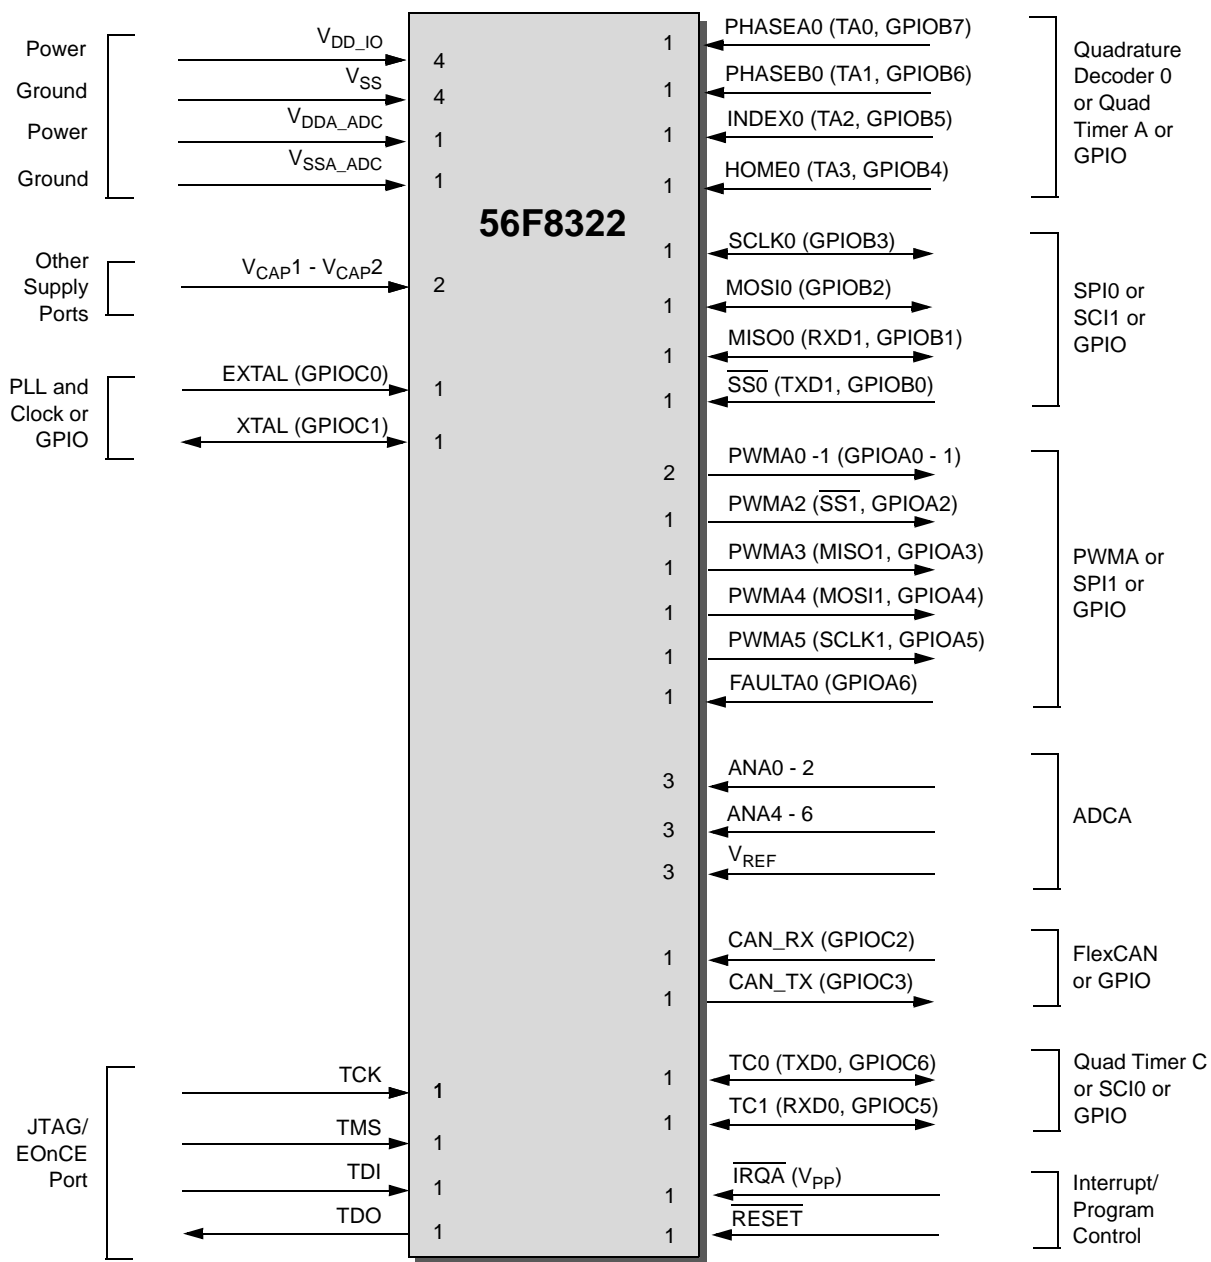 56F8322
Power
V_DD_IO
4
Ground
V_SS
4
Power
V_DDA_ADC
1
Ground
V_SSA_ADC
1
Other
Supply
Ports
V_CAP1 - V_CAP2
2
PLL and
Clock or
GPIO
EXTAL (GPIOC0)
1
XTAL (GPIOC1)
1
JTAG/
EOnCE
Port
TCK
1
TMS
1
TDI
1
TDO
1
1
PHASEA0 (TA0, GPIOB7)
1
PHASEB0 (TA1, GPIOB6)
1
INDEX0 (TA2, GPIOB5)
1
HOME0 (TA3, GPIOB4)
Quadrature
Decoder 0
or Quad
Timer A or
GPIO
1
SCLK0 (GPIOB3)
1
MOSI0 (GPIOB2)
1
MISO0 (RXD1, GPIOB1)
1
SS0 (TXD1, GPIOB0)
SPI0 or
SCI1 or
GPIO
2
PWMA0 -1 (GPIOA0 - 1)
1
PWMA2 (SS1, GPIOA2)
1
PWMA3 (MISO1, GPIOA3)
1
PWMA4 (MOSI1, GPIOA4)
1
PWMA5 (SCLK1, GPIOA5)
1
FAULTA0 (GPIOA6)
PWMA or
SPI1 or
GPIO
3
ANA0 - 2
3
ANA4 - 6
3
V_REF
ADCA
1
CAN_RX (GPIOC2)
1
CAN_TX (GPIOC3)
FlexCAN
or GPIO
1
TC0 (TXD0, GPIOC6)
1
TC1 (RXD0, GPIOC5)
Quad Timer C
or SCI0 or
GPIO
1
IRQA (V_PP)
1
RESET
Interrupt/
Program
Control